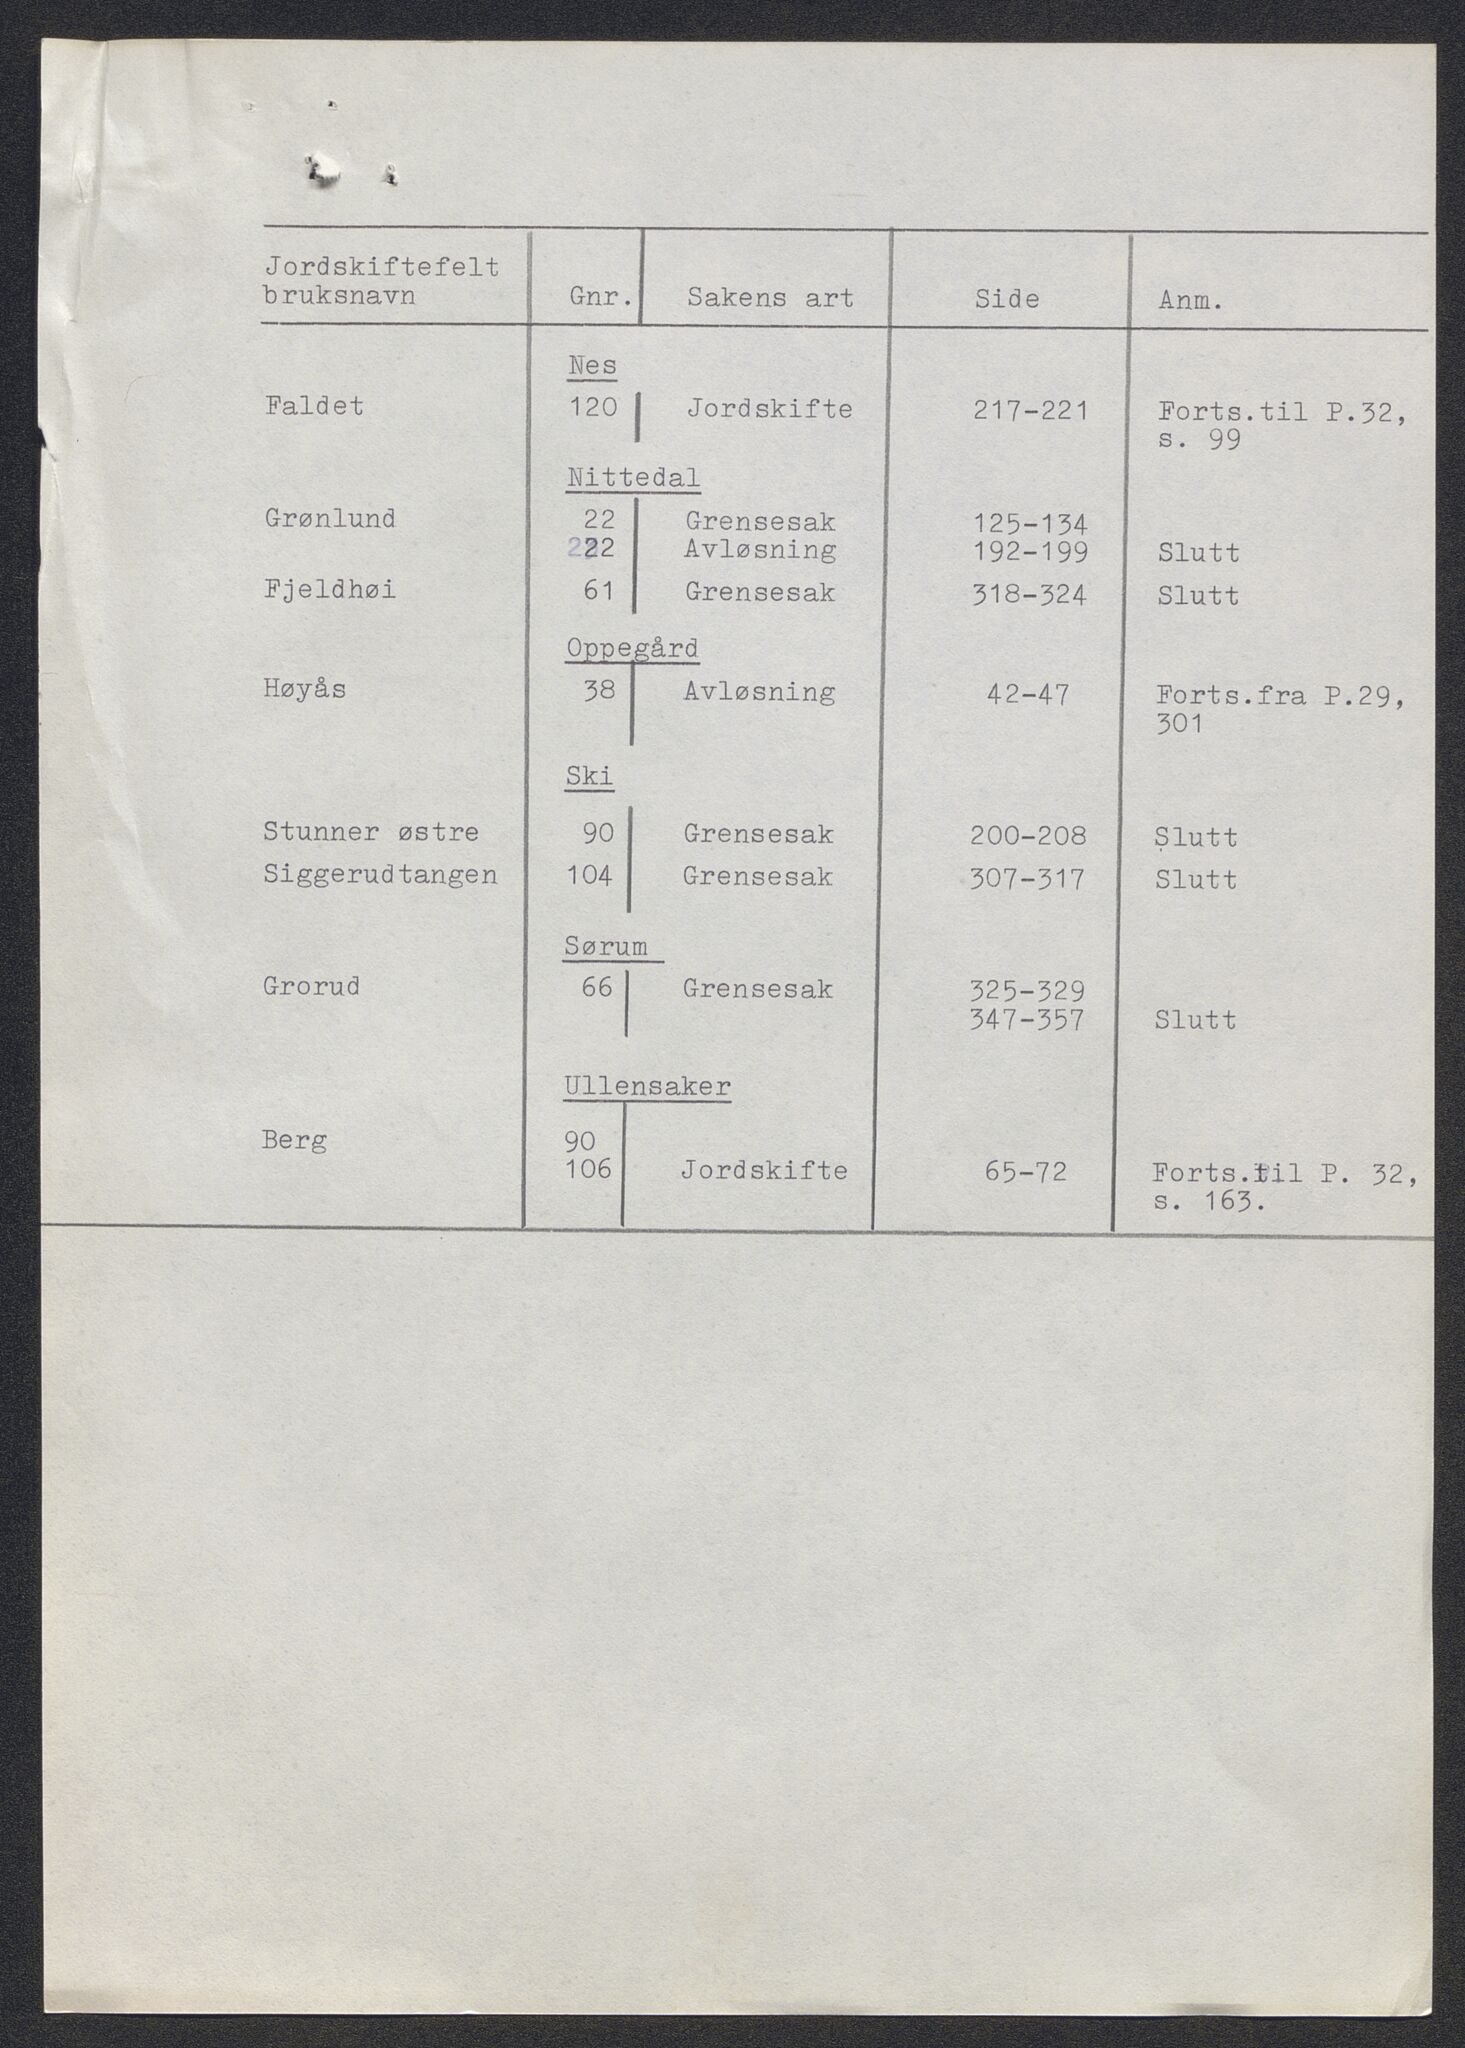 Jordskiftefelt
bruksnavn Gnr. Sakens art Side Anm.
Nes
Faldet 120 Jordskifte 217-221 Forts.til P.32,
s. 99
Nittedal
Grønlund 22 Grensesak 125-134
22 Avløsning 192-199 Slutt
Fjeldhøi 61 Grensesak 318-324 Slutt
Oppegård
Høyås 38 Avløsning 42-47 Forts.fra P.29,
301
Ski
Stunner østre 90 Grensesak 200-208 Slutt
Siggerudtangen 104 Grensesak 307-317 Slutt
Sørum
Grorud 66 Grensesak 325-329
347-357 Slutt
Ullensaker
Berg 90
106 Jordskifte 65-72 Forts.til P. 32,
s. 163.